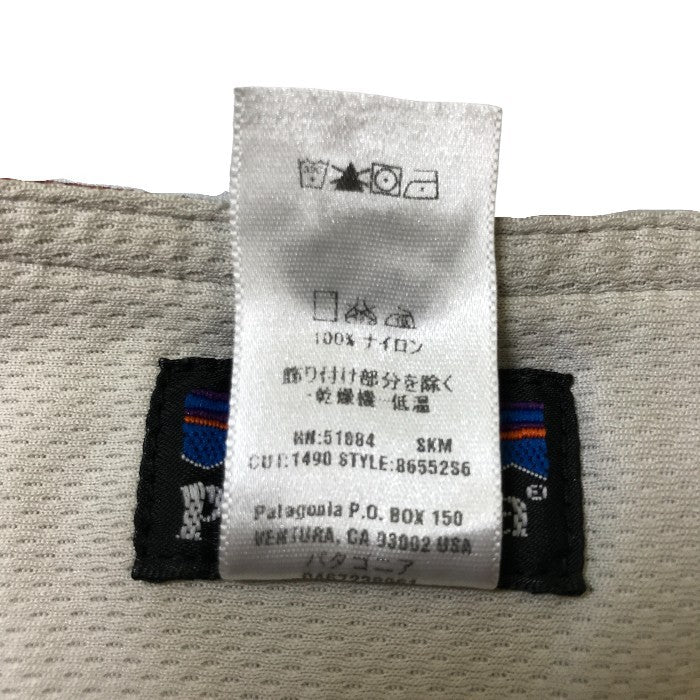 100% ナイロン
飾り付け部分を除く
乾燥機 低温
RN:51884 SKM
CUT:1490 STYLE:86552S6
Patagonia P.O. BOX 150
VENTURA, CA 93002 USA
パタゴニア